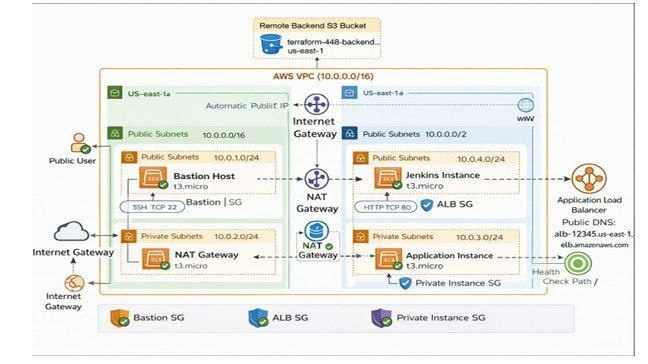 Remote Backend S3 Bucket
terraform-448-backend...
us-east-1
AWS VPC (10.0.0.0/16)
US-east-1a
US-east-1a
Automatic Publit IP
Internet
Gateway
wiW
Public Subnets 10.0.0.0/16
Public Subnets 10.0.0.0/2
Public User
Public Subnets 10.0.1.0/24
Bastion Host
t3.micro
SSH TCP 22
Bastion | SG
NAT
Gateway
Public Subnets 10.0.4.0/24
Jenkins Instance
t3.micro
HTTP TCP 80
ALB SG
Application Load
Balancer
Public DNS:
alb-12345.us-east-1.
elb.amazonaws.com
Internet Gateway
Internet
Gateway
Private Subnets 10.0.2.0/24
NAT Gateway
t3.micro
NAT
Gateway
Private Subnets 10.0.3.0/24
Application Instance
t3.micro
Private Instance SG
Health
Check Path /
Bastion SG
ALB SG
Private Instance SG